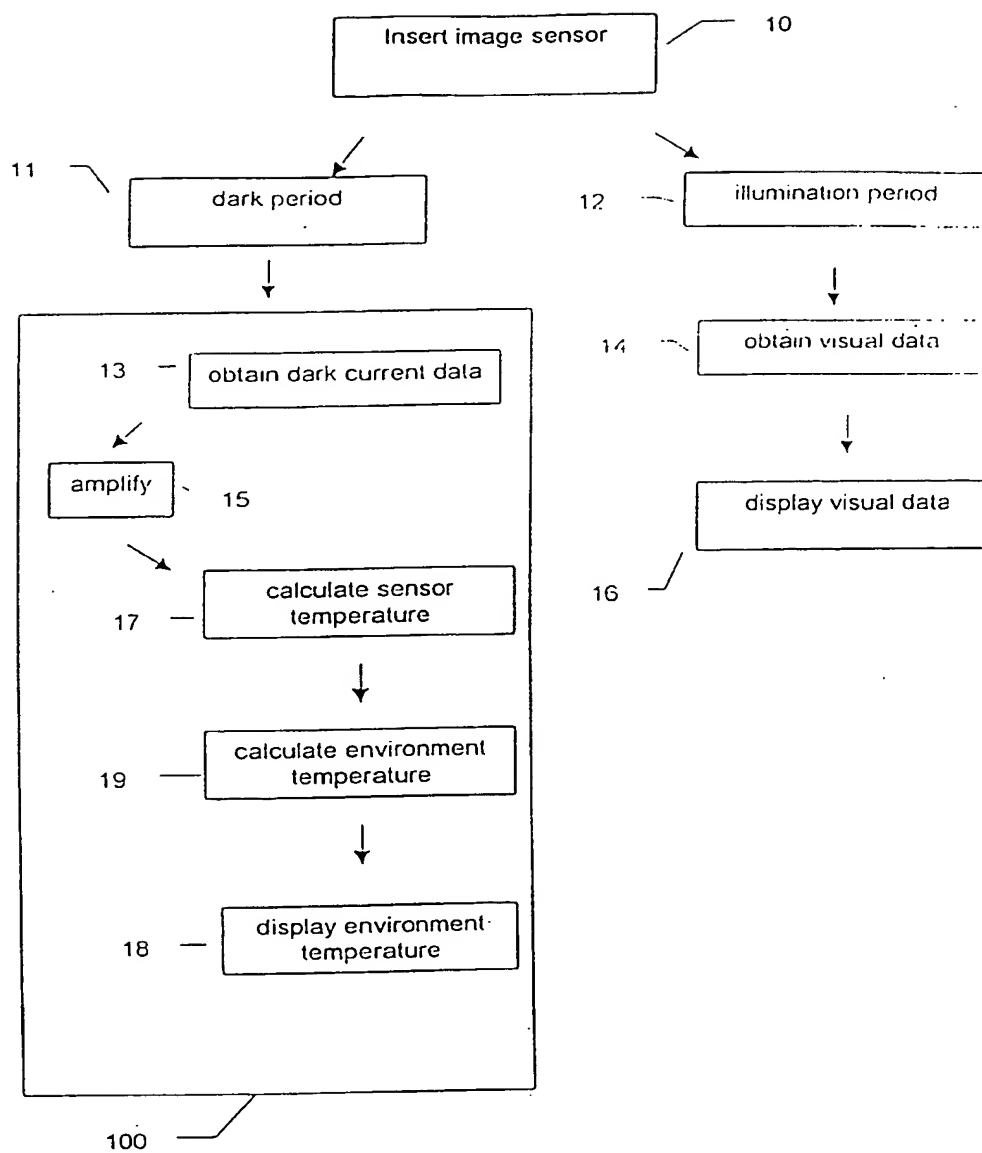 Insert image sensor
10
11
dark period
12
illumination period
13
obtain dark current data
14
obtain visual data
amplify
15
display visual data
16
calculate sensor
temperature
17
calculate environment
temperature
19
display environment
temperature
18
100